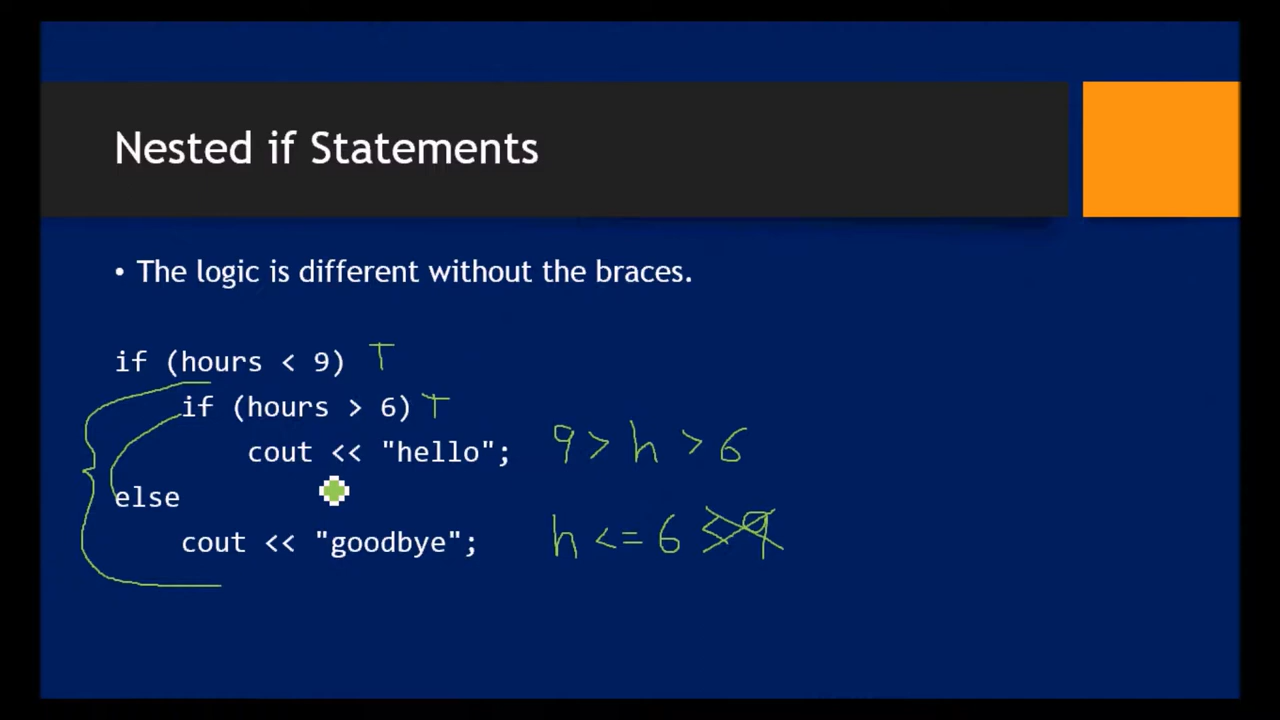 Nested if Statements
• The logic is different without the braces.
if (hours < 9) T
if (hours > 6) T
cout << "hello"; 9 > h > 6
else
cout << "goodbye"; h <= 6 < 9